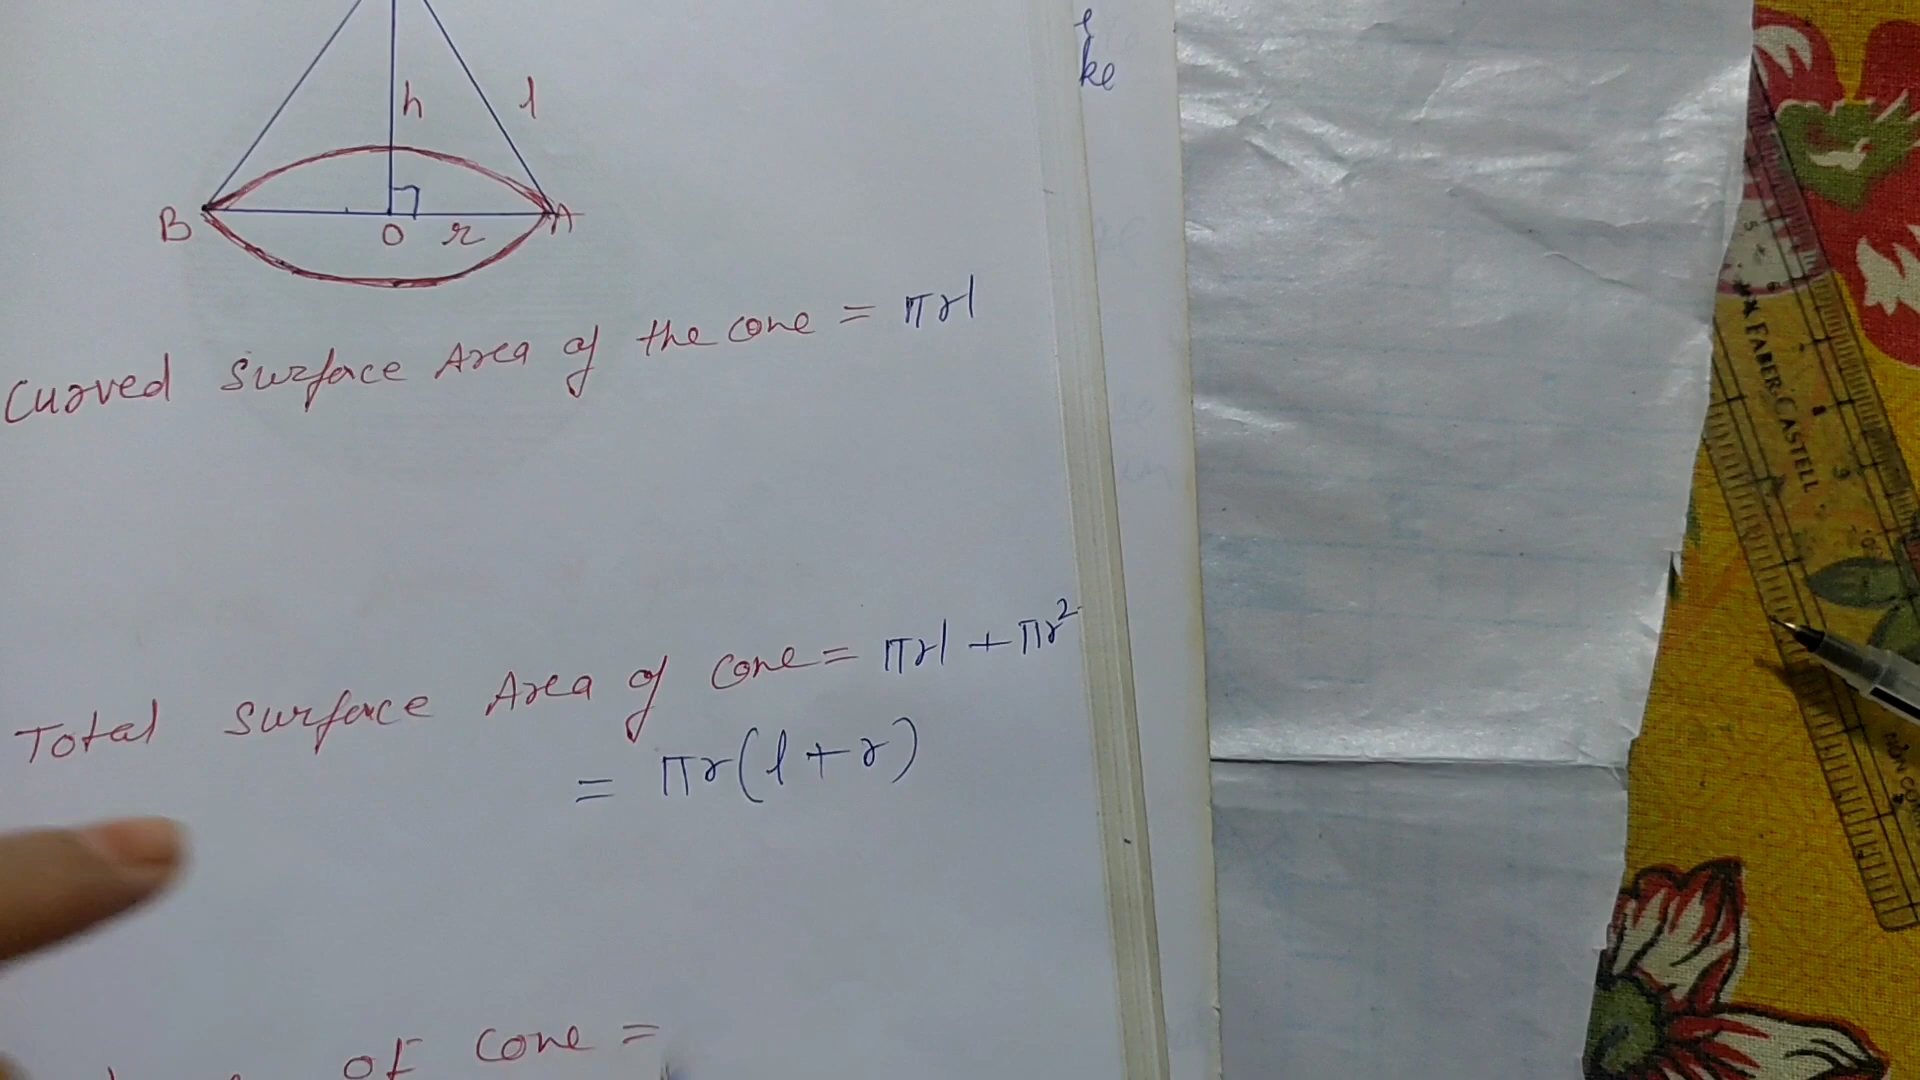 h l
B O r A
Curved Surface Area of the cone = πrl
Total Surface Area of cone = πrl + πr²
= πr(l+r)
of cone =
ke
FABER-CASTELL